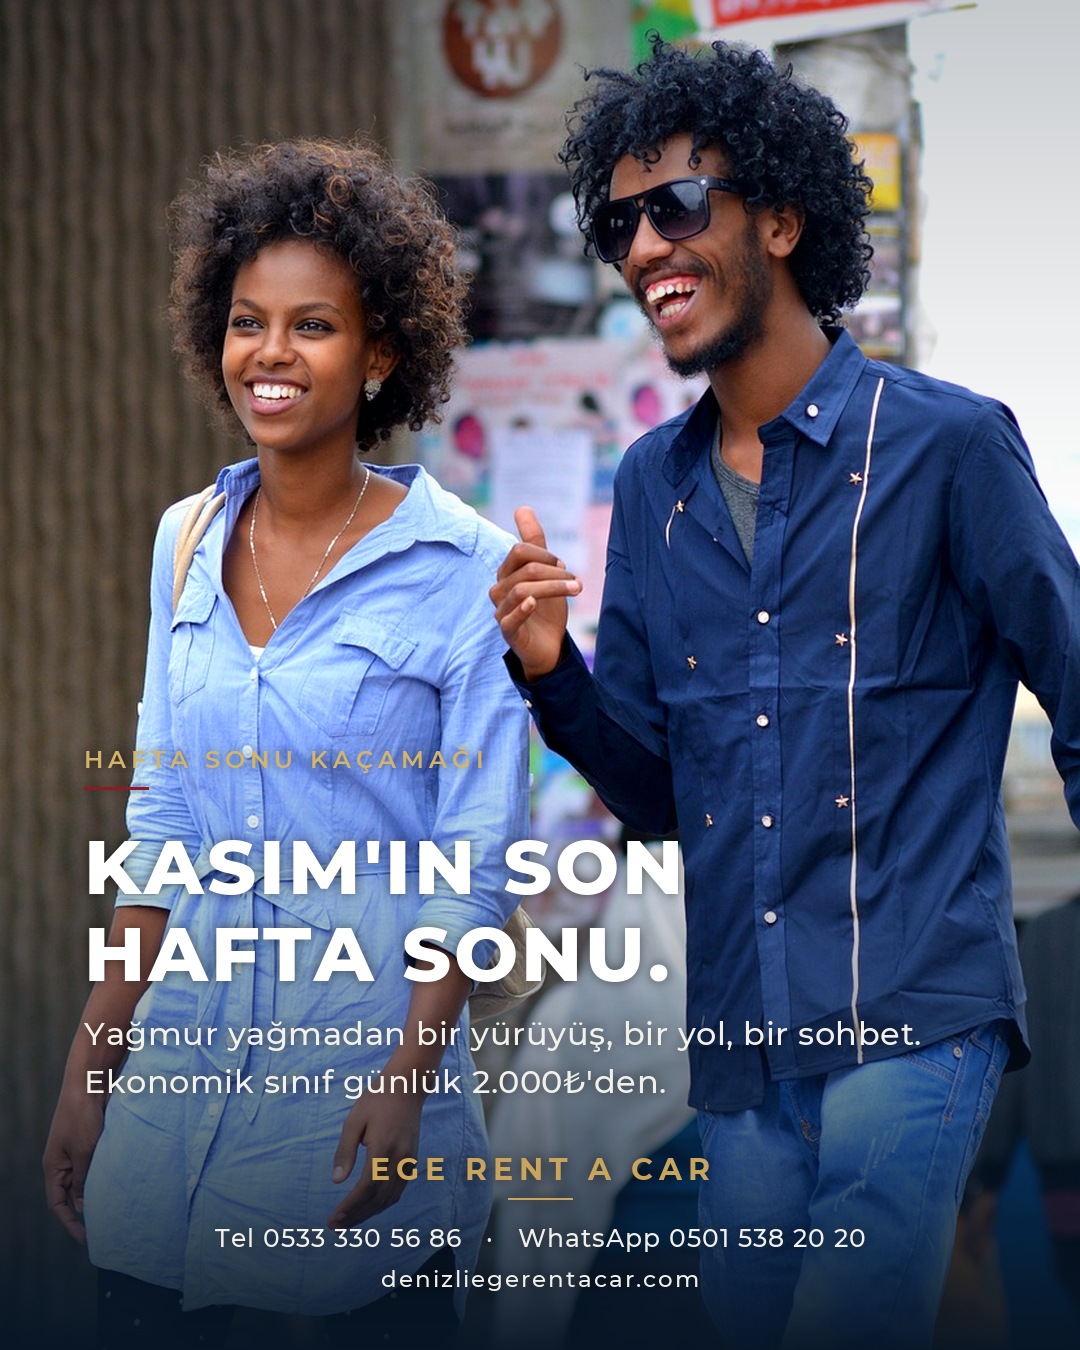 HAFTA SONU KAÇAMAĞI
KASIM'IN SON
HAFTA SONU.
Yağmur yağmadan bir yürüyüş, bir yol, bir sohbet.
Ekonomik sınıf günlük 2.000₺'den.
EGE RENT A CAR
Tel 0533 330 56 86 · WhatsApp 0501 538 20 20
denizliegerentacar.com